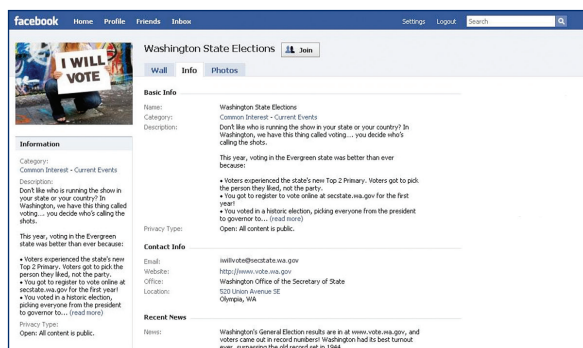 facebook Home Profile Friends Inbox Settings Logout Search
I WILL
VOTE
Washington State Elections Join
Wall Info Photos
Information
Category:
Common Interest - Current Events
Description:
Don't like who is running the show in
your state or your country? In
Washington, we have this thing called
voting.... you decide who's calling the
shots.
This year, voting in the Evergreen
state was better than ever because:
• Voters experienced the state's new
Top 2 Primary. Voters got to pick the
person they liked, not the party.
• You got to register to vote online at
secstate.wa.gov for the first year!
• You voted in a historic election,
picking everyone from the president
to governor to... (read more)
Privacy Type:
Open: All content is public.
Basic Info
Name: Washington State Elections
Category: Common Interest - Current Events
Description: Don't like who is running the show in your state or your country? In
Washington, we have this thing called voting.... you decide who's
calling the shots.
This year, voting in the Evergreen state was better than ever
because:
• Voters experienced the state's new Top 2 Primary. Voters got to pick
the person they liked, not the party.
• You got to register to vote online at secstate.wa.gov for the first
year!
• You voted in a historic election, picking everyone from the president
to governor to... (read more)
Privacy Type: Open: All content is public.
Contact Info
Email: iwillvote@secstate.wa.gov
Website: http://www.vote.wa.gov
Office: Washington Office of the Secretary of State
Location: 520 Union Avenue SE
Olympia, WA
Recent News
News: Washington's General Election results are in at www.vote.wa.gov, and
voters came out in record numbers! Washington had its best turnout
ever, surpassing the old record set in 1944.